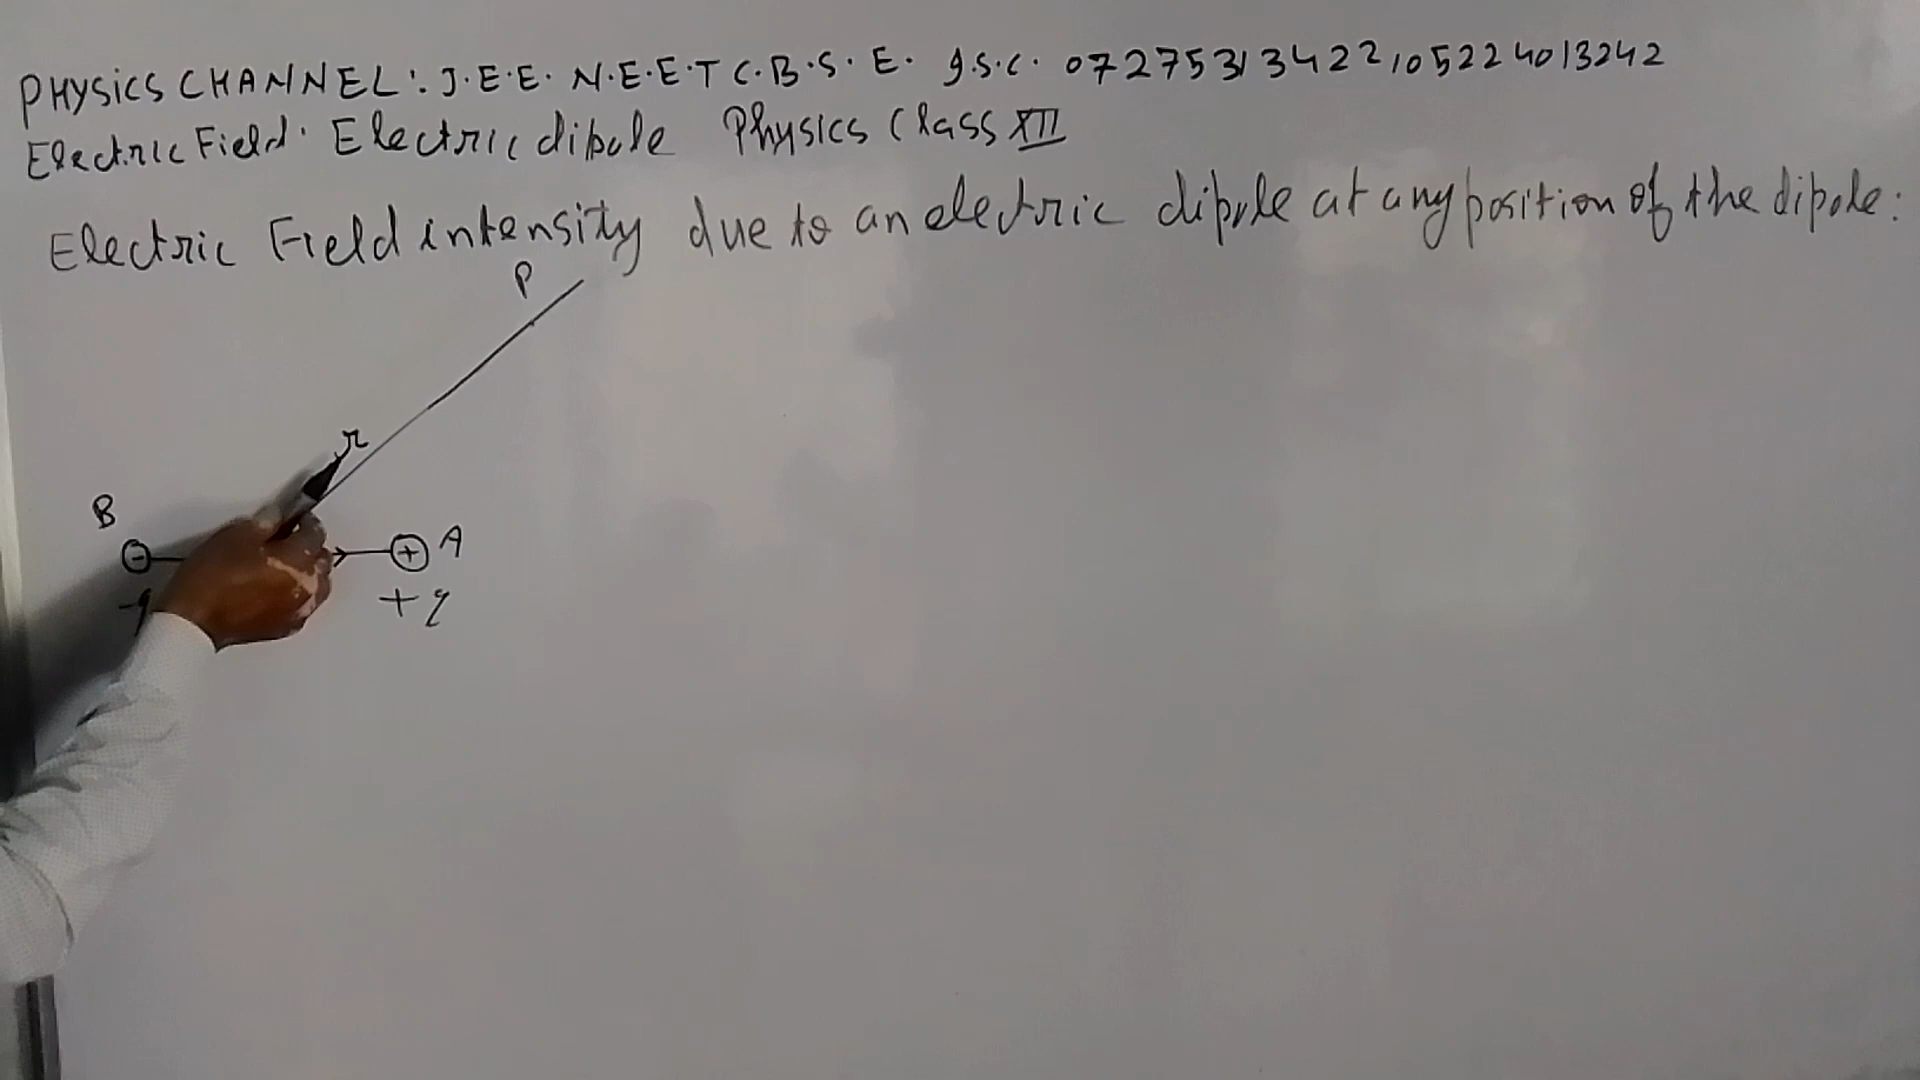 PHYSICS CHANNEL: J.E.E. N.E.E.T C.B.S.E. I.S.C. 07275313422 105224013242
Electric Field. Electric dipole Physics Class XII
Electric Field intensity due to an electric dipole at any position of the dipole:
P
r
B
- + A
-q +q